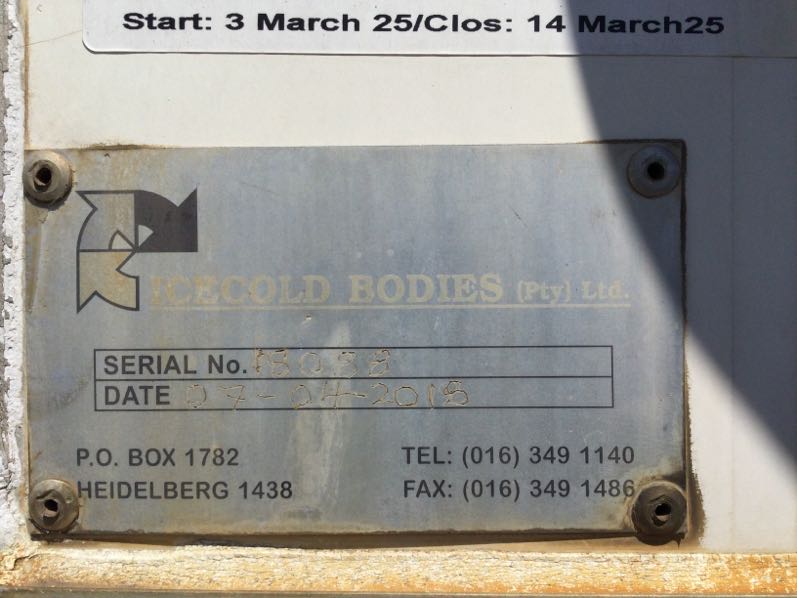 Start: 3 March 25/Clos: 14 March25
ICECOLD BODIES (Pty) Ltd.
SERIAL No. 18088
DATE 07-04-2018
P.O. BOX 1782 TEL: (016) 349 1140
HEIDELBERG 1438 FAX: (016) 349 1486